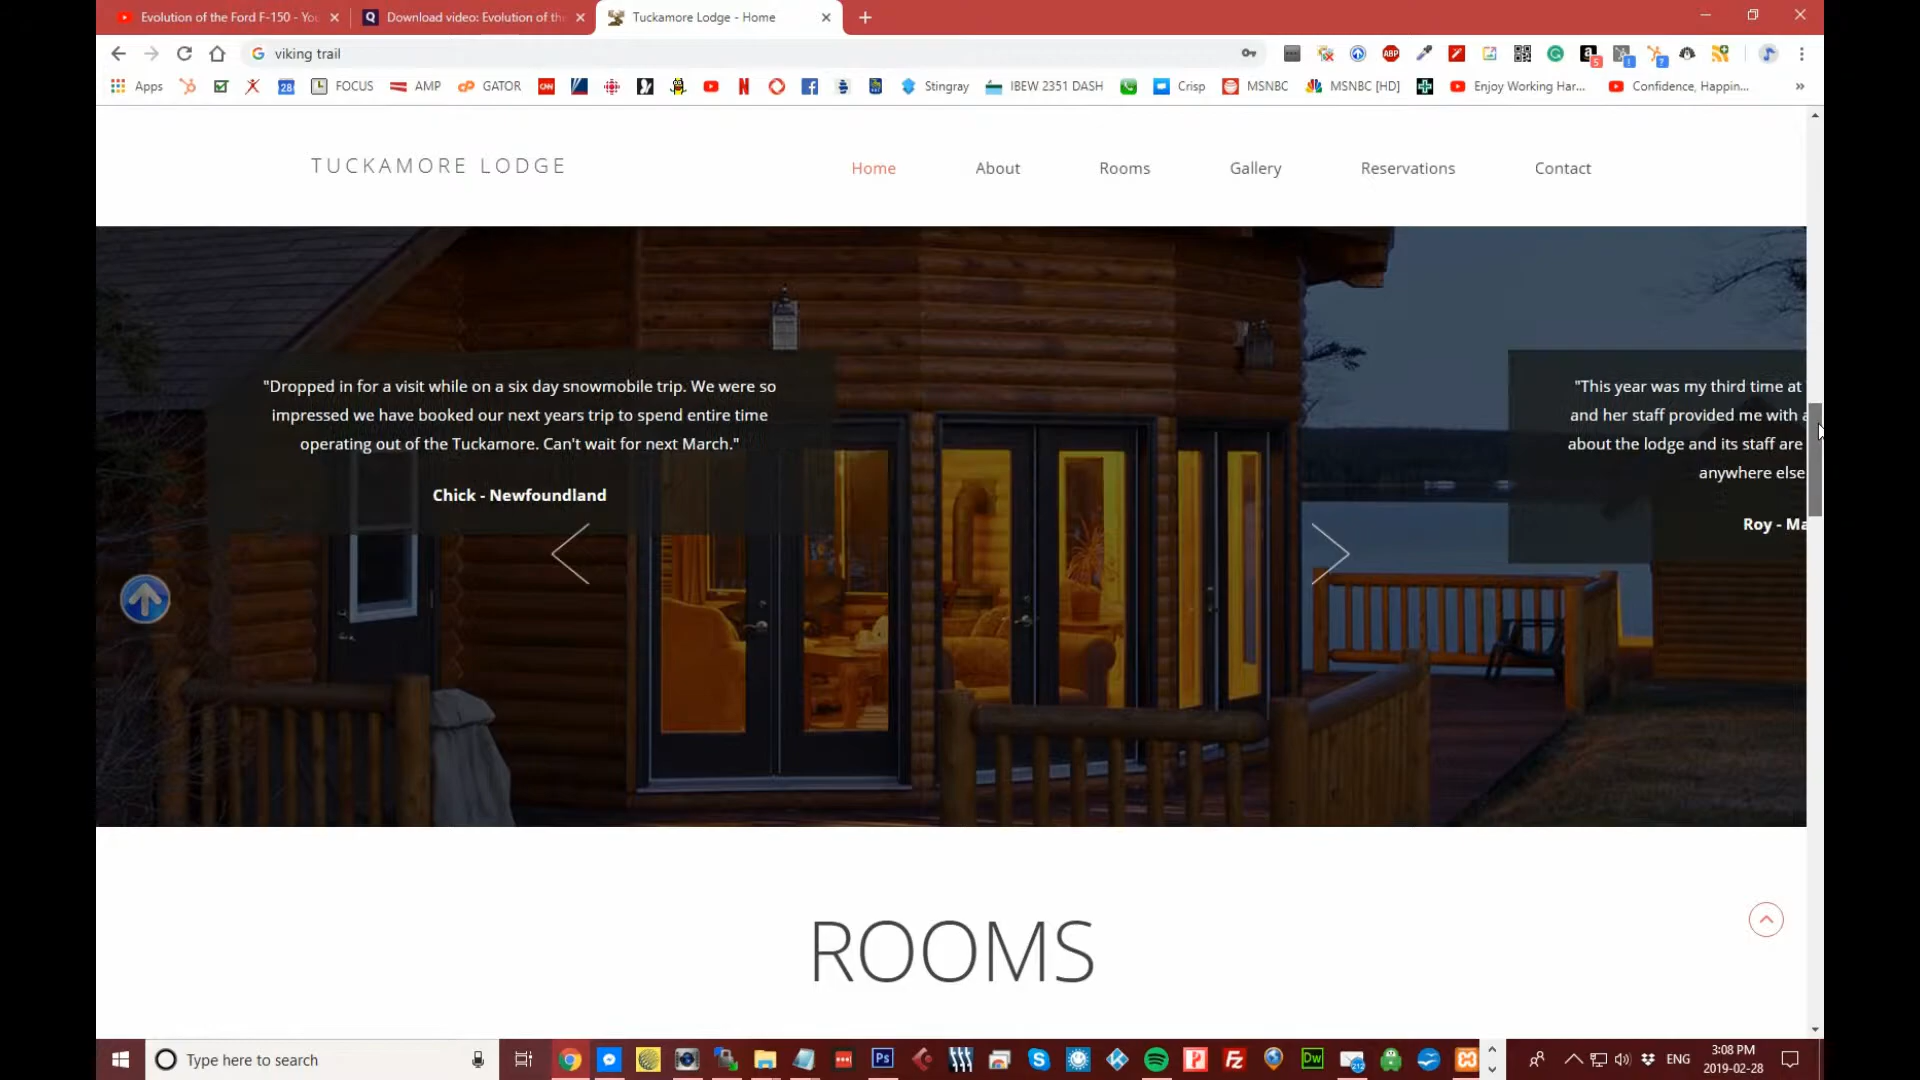 Evolution of the Ford F-150 - You
Download video: Evolution of the
Tuckamore Lodge - Home
viking trail
Apps
FOCUS
AMP
GATOR
Stingray
IBEW 2351 DASH
Crisp
MSNBC
MSNBC [HD]
Enjoy Working Har...
Confidence, Happin...
TUCKAMORE LODGE
Home
About
Rooms
Gallery
Reservations
Contact
"Dropped in for a visit while on a six day snowmobile trip. We were so
impressed we have booked our next years trip to spend entire time
operating out of the Tuckamore. Can't wait for next March."
Chick - Newfoundland
"This year was my third time at
and her staff provided me with a
about the lodge and its staff are
anywhere else
Roy - Ma
ROOMS
Type here to search
ENG
3:08 PM
2019-02-28